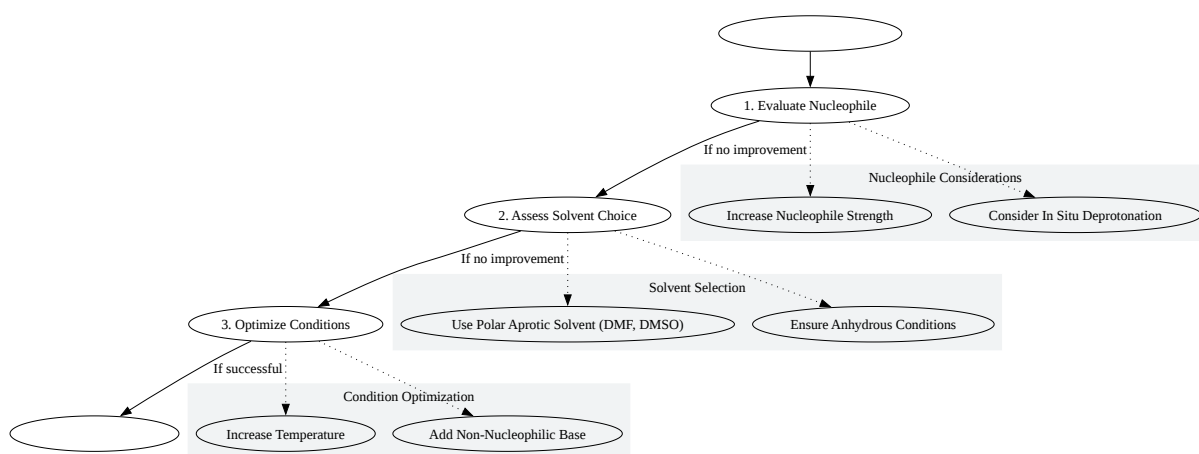 1. Evaluate Nucleophile
If no improvement
Nucleophile Considerations
2. Assess Solvent Choice
Increase Nucleophile Strength
Consider In Situ Deprotonation
If no improvement
Solvent Selection
3. Optimize Conditions
Use Polar Aprotic Solvent (DMF, DMSO)
Ensure Anhydrous Conditions
If successful
Condition Optimization
Increase Temperature
Add Non-Nucleophilic Base